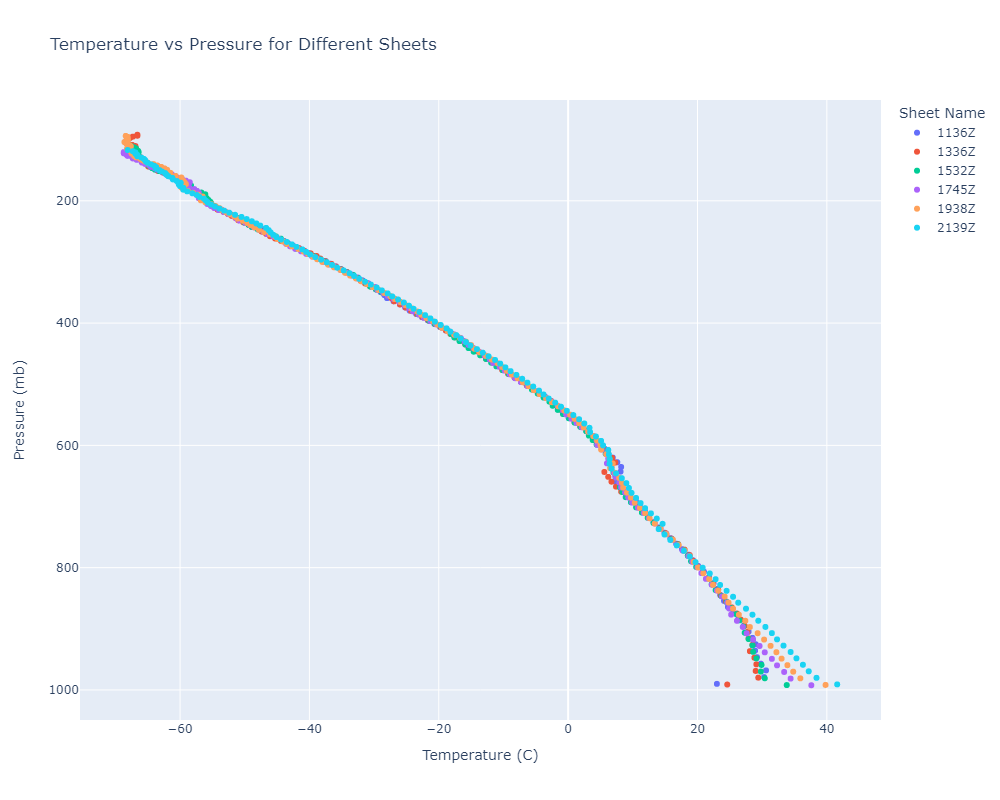 Temperature vs Pressure for Different Sheets
Sheet Name
1136Z
1336Z
1532Z
1745Z
1938Z
2139Z
200
400
600
800
1000
Pressure (mb)
−60
−40
−20
0
20
40
Temperature (C)